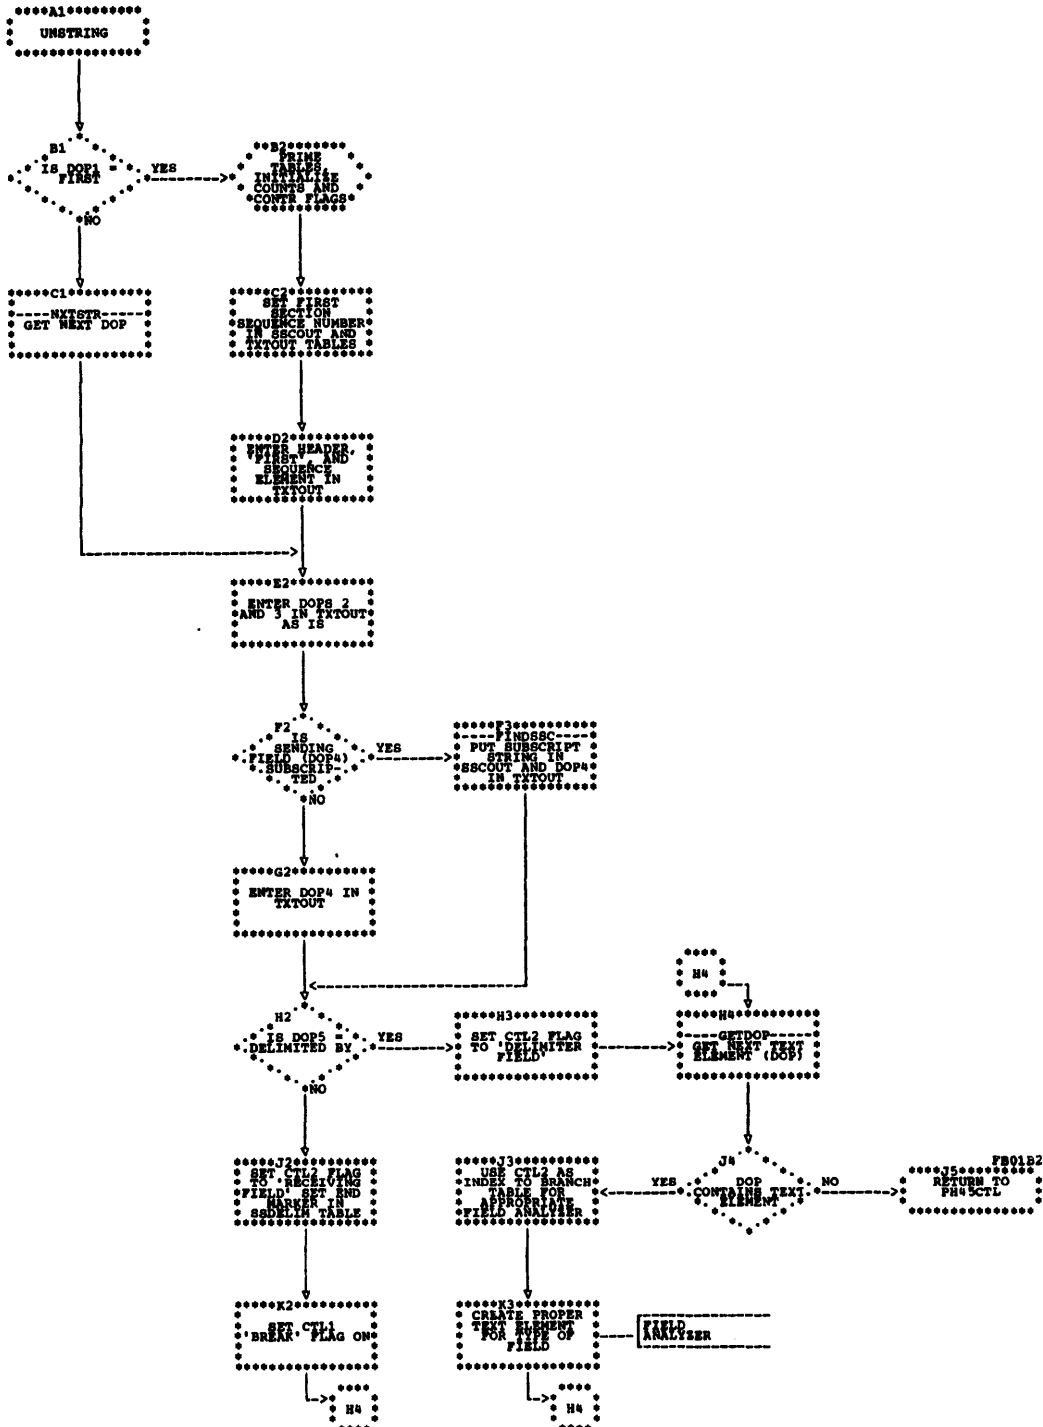 A1
UNSTRING
B1
IS DOP1 =
FIRST
YES
NO
B2
PRIME
TABLES,
INITIALIZE
COUNTS AND
CONTR FLAGS
C1
NXTSTR
GET NEXT DOP
C2
SET FIRST
SECTION
SEQUENCE NUMBER
IN SSCOUT AND
TXTOUT TABLES
D2
ENTER HEADER,
'FIRST', AND
SEQUENCE
ELEMENT IN
TXTOUT
E2
ENTER DOPS 2
AND 3 IN TXTOUT
AS IS
F2
IS
SENDING
FIELD (DOP4)
SUBSCRIP-
TED
YES
NO
F3
FINDSSC
PUT SUBSCRIPT
STRING IN
SSCOUT AND DOP4
IN TXTOUT
G2
ENTER DOP4 IN
TXTOUT
H4
H2
IS DOP5 =
DELIMITED BY
YES
NO
H3
SET CTL2 FLAG
TO 'DELIMITER
FIELD'
H4
GETDOP
GET NEXT TEXT
ELEMENT (DOP)
J2
SET CTL2 FLAG
TO 'RECEIVING
FIELD' SET END
MARKER IN
SSDELIM TABLE
J3
USE CTL2 AS
INDEX TO BRANCH
TABLE FOR
APPROPRIATE
FIELD ANALYZER
YES
J4
DOP
CONTAINS TEXT
ELEMENT
NO
FB01B2
J5
RETURN TO
PH45CTL
K2
SET CTL1
'BREAK' FLAG ON
K3
CREATE PROPER
TEXT ELEMENT
FOR TYPE OF
FIELD
FIELD
ANALYZER
H4
H4